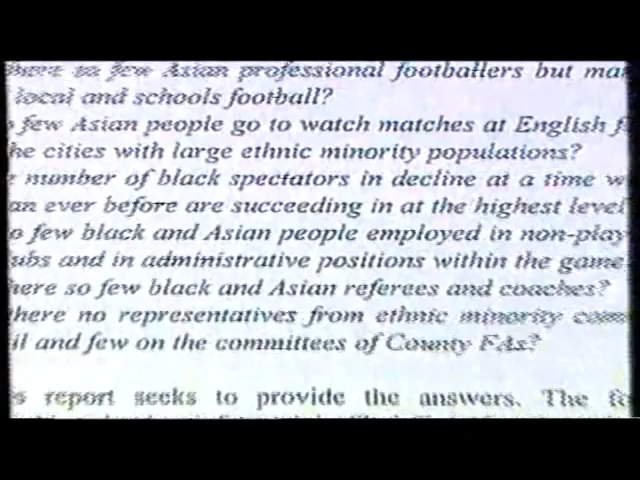 so few Asian professional footballers but ma
local and schools football?
few Asian people go to watch matches at English f
he cities with large ethnic minority populations?
number of black spectators in decline at a time w
an ever before are succeeding in at the highest level
o few black and Asian people employed in non-play
ubs and in administrative positions within the game
here so few black and Asian referees and coaches?
there no representatives from ethnic minority com
il and few on the committees of County FAs?
s report seeks to provide the answers. The fo